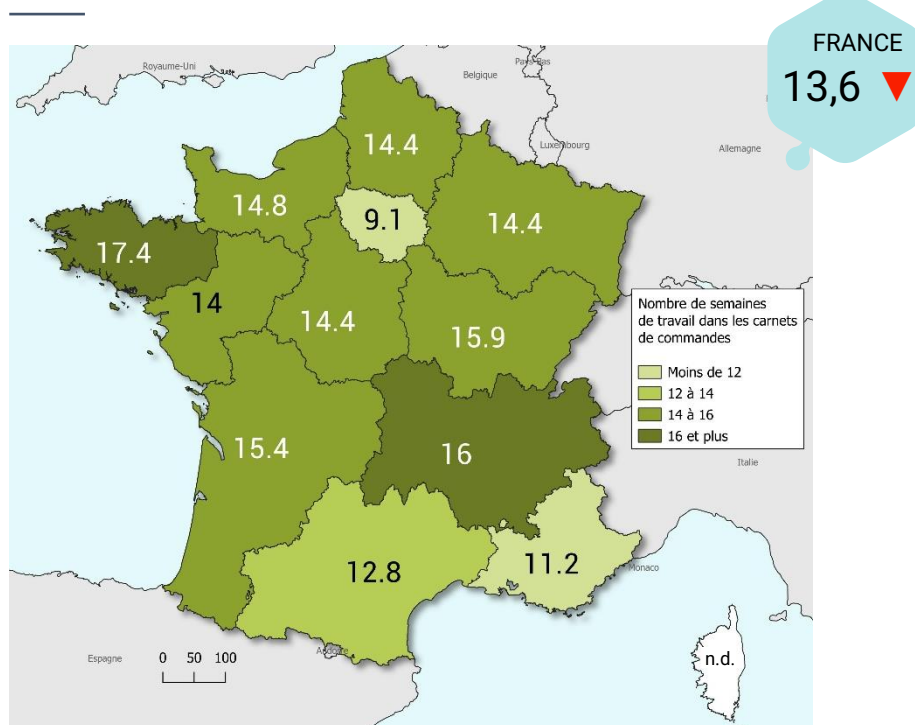 FRANCE
13,6
Royaume-Uni
Pays-Bas
Belgique
Luxembourg
Allemagne
14.4
14.8
9.1
14.4
17.4
14
14.4
15.9
Nombre de semaines
de travail dans les carnets
de commandes
Moins de 12
12 à 14
14 à 16
16 et plus
15.4
16
Italie
12.8
11.2
Monaco
Espagne
0 50 100
Andorre
n.d.